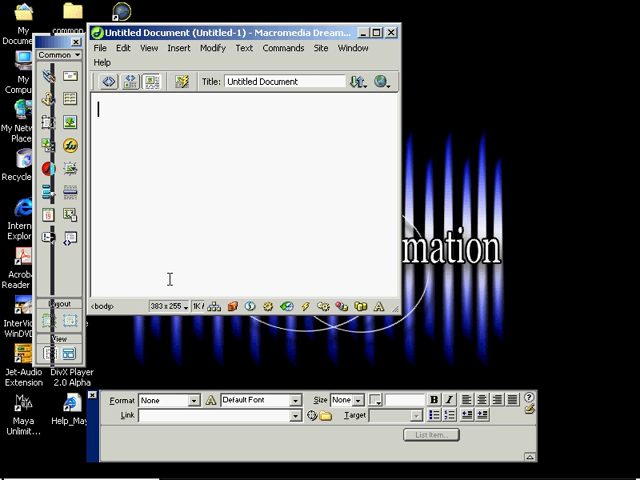 My
Docume...
common
Untitled Document (Untitled-1) - Macromedia Dream...
File Edit View Insert Modify Text Commands Site Window
Help
Title: Untitled Document
Common
My
Compu
My Netw
Place
Recycle
Intern
Explor
Acroba
Reader
InterVi
WinDVD
Jet-Audio
Extension
DivX Player
2.0 Alpha
Maya
Unlimit...
Help_May
mation
<body>
383 x 255
1K /
Layout
View
Format None Default Font Size None B I
Link Target
List Item...